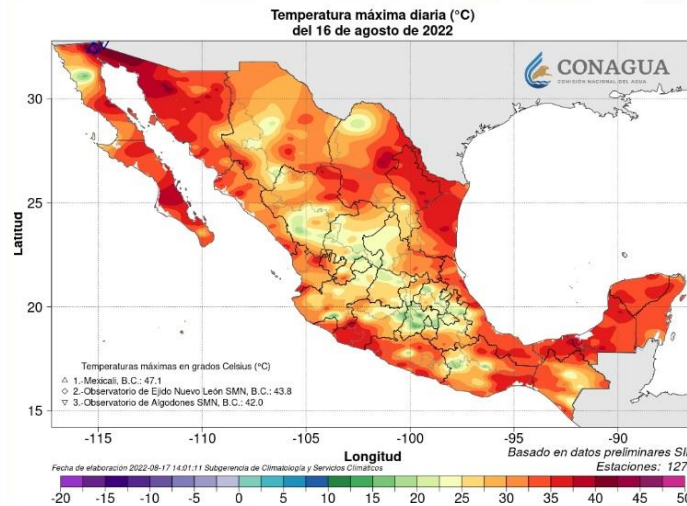 Temperatura máxima diaria (°C)
del 16 de agosto de 2022
CONAGUA
COMISIÓN NACIONAL DEL AGUA
30
25
20
15
Latitud
Temperaturas máximas en grados Celsius (°C)
△ 1.-Mexicali, B.C.: 47.1
◇ 2.-Observatorio de Ejido Nuevo León SMN, B.C.: 43.8
▽ 3.-Observatorio de Algodones SMN, B.C.: 42.0
-115 -110 -105 -100 -95 -90
Longitud
Basado en datos preliminares
Fecha de elaboración 2022-08-17 14:01:11 Subgerencia de Climatología y Servicios Climáticos
Estaciones: 127
-20 -15 -10 -5 0 5 10 15 20 25 30 35 40 45 50